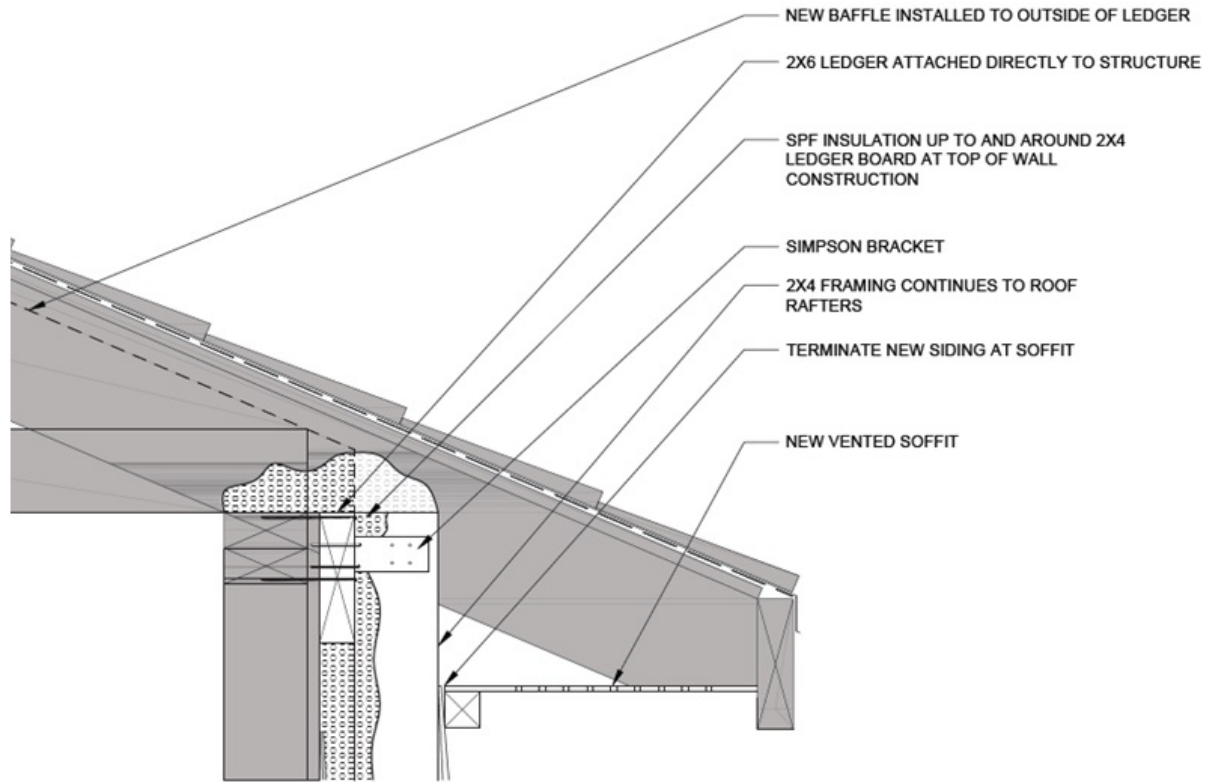 NEW BAFFLE INSTALLED TO OUTSIDE OF LEDGER
2X6 LEDGER ATTACHED DIRECTLY TO STRUCTURE
SPF INSULATION UP TO AND AROUND 2X4
LEDGER BOARD AT TOP OF WALL
CONSTRUCTION
SIMPSON BRACKET
2X4 FRAMING CONTINUES TO ROOF
RAFTERS
TERMINATE NEW SIDING AT SOFFIT
NEW VENTED SOFFIT